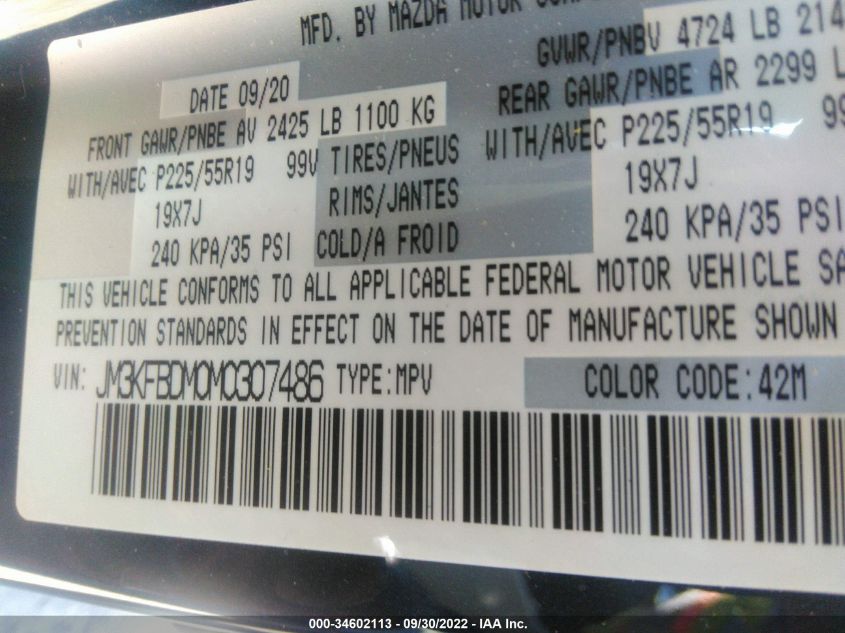 MFD. BY MAZDA MOTOR
GVWR/PNBV 4724 LB 214
DATE 09/20
REAR GAWR/PNBE AR 2299 L
FRONT GAWR/PNBE AV 2425 LB 1100 KG
WITH/AVEC P225/55R19 99V TIRES/PNEUS WITH/AVEC P225/55R19 99
19X7J RIMS/JANTES 19X7J
240 KPA/35 PSI COLD/A FROID 240 KPA/35 PSI
THIS VEHICLE CONFORMS TO ALL APPLICABLE FEDERAL MOTOR VEHICLE SA
PREVENTION STANDARDS IN EFFECT ON THE DATE OF MANUFACTURE SHOWN
VIN: JM3KFBDM0M0307486 TYPE:MPV COLOR CODE:42M
000-34602113 - 09/30/2022 - IAA Inc.